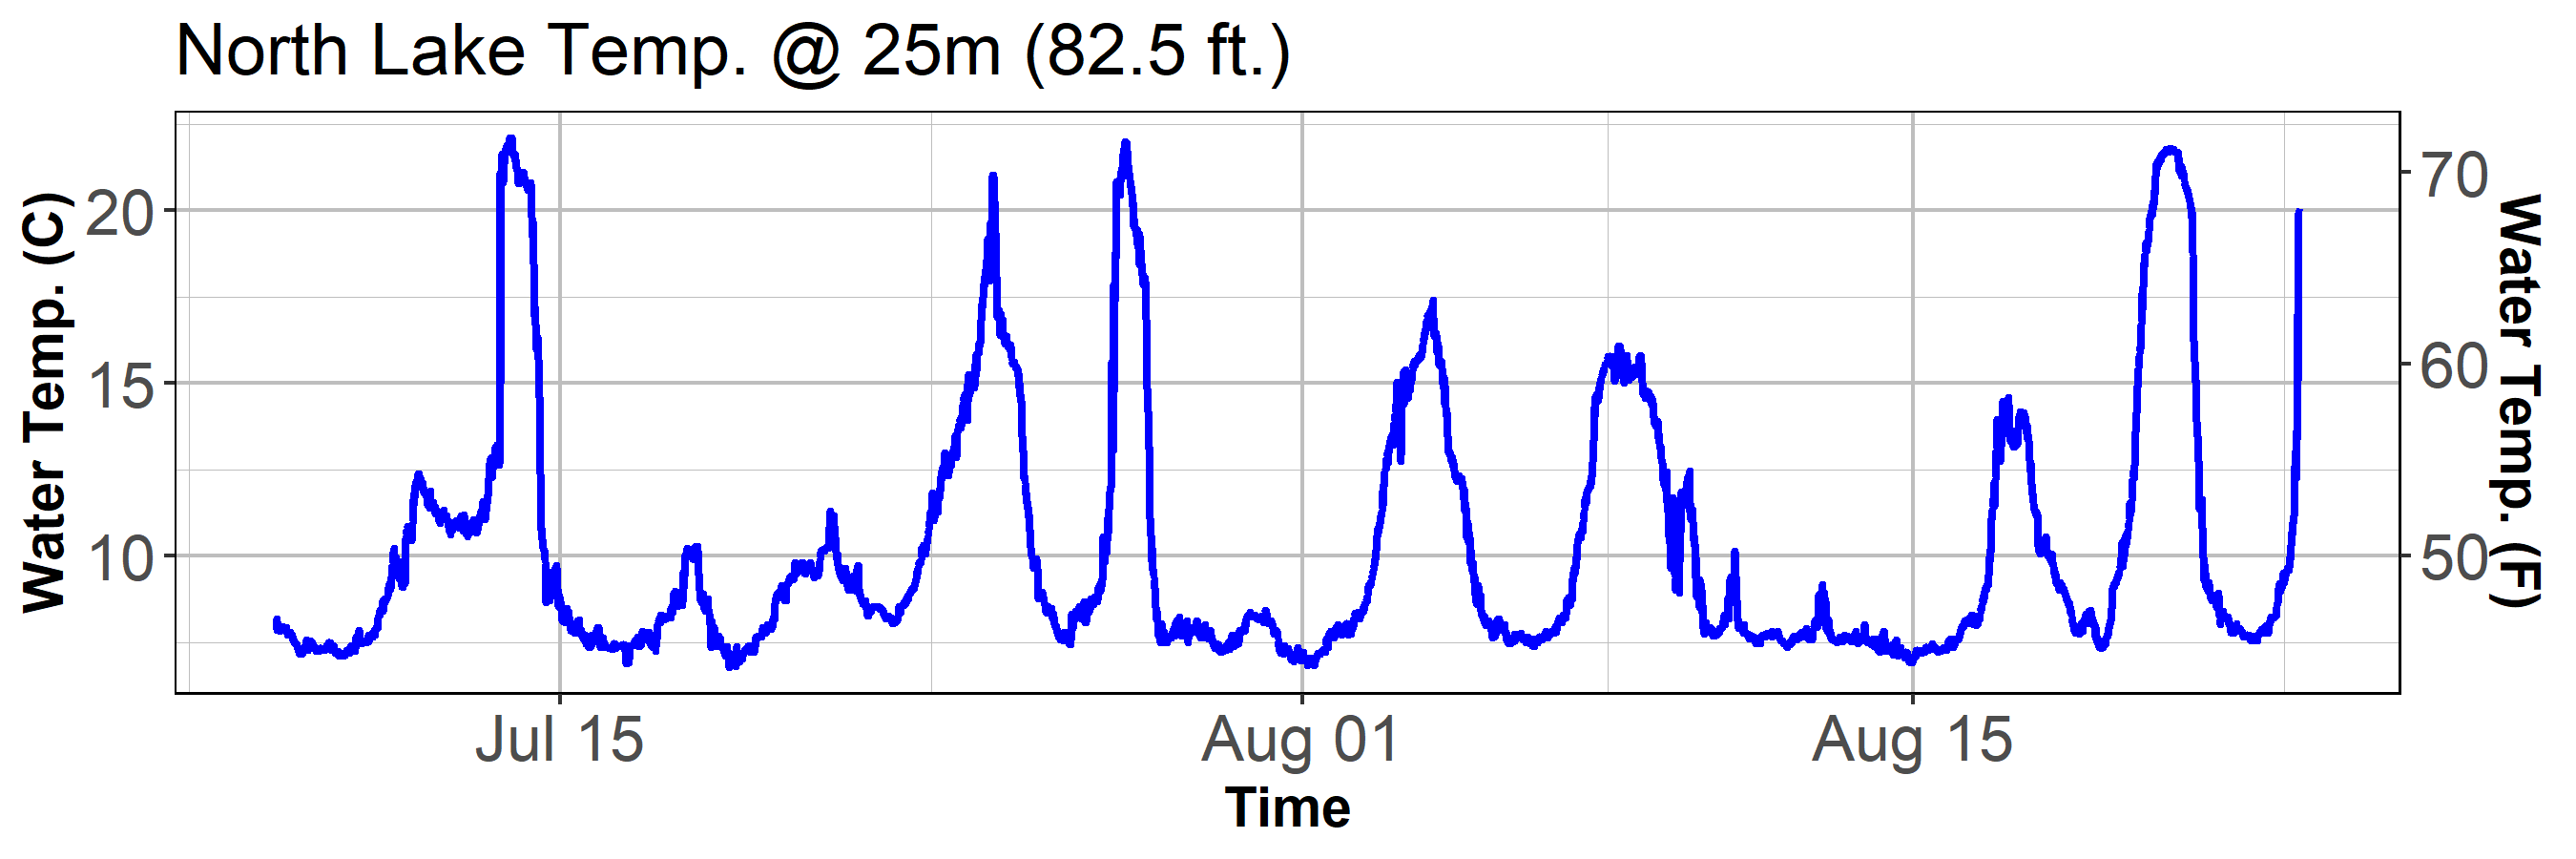 North Lake Temp. @ 25m (82.5 ft.)
Water Temp. (C)
20
15
10
70
60
50
Water Temp. (F)
Jul 15
Aug 01
Aug 15
Time